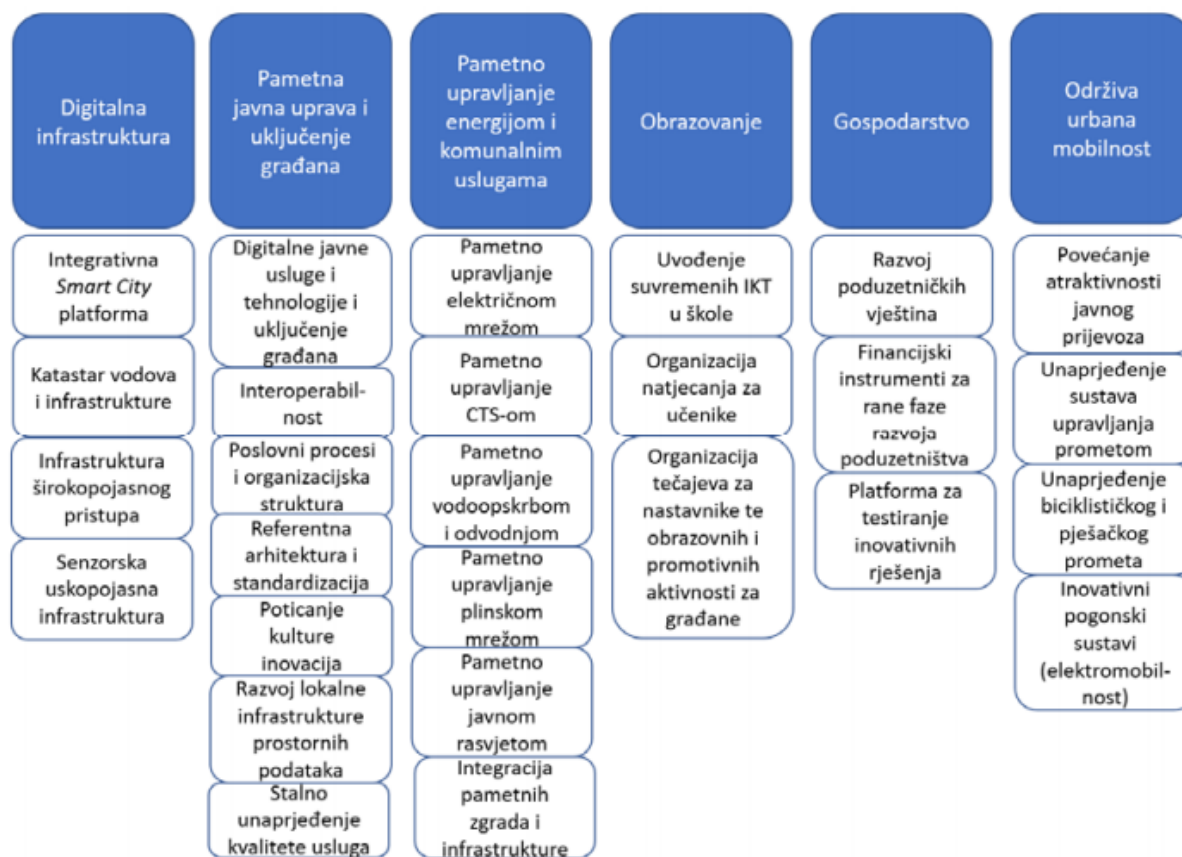 Digitalna
infrastruktura
Pametna
javna uprava i
uključenje
građana
Pametno
upravljanje
energijom i
komunalnim
uslugama
Obrazovanje
Gospodarstvo
Održiva
urbana
mobilnost
Integrativna
Smart City
platforma
Katastar vodova
i infrastrukture
Infrastruktura
širokopojasnog
pristupa
Senzorska
uskopojasna
infrastruktura
Digitalne javne
usluge i
tehnologije i
uključenje
građana
Interoperabil-
nost
Poslovni procesi
i organizacijska
struktura
Referentna
arhitektura i
standardizacija
Poticanje
kulture
inovacija
Razvoj lokalne
infrastrukture
prostornih
podataka
Stalno
unaprjeđenje
kvalitete usluga
Pametno
upravljanje
električnom
mrežom
Pametno
upravljanje
CTS-om
Pametno
upravljanje
vodoopskrbom
i odvodnjom
Pametno
upravljanje
plinskom
mrežom
Pametno
upravljanje
javnom
rasvjetom
Integracija
pametnih
zgrada i
infrastrukture
Uvođenje
suvremenih IKT
u škole
Organizacija
natjecanja za
učenike
Organizacija
tečajeva za
nastavnike te
obrazovnih i
promotivnih
aktivnosti za
građane
Razvoj
poduzetničkih
vještina
Financijski
instrumenti za
rane faze
razvoja
poduzetništva
Platforma za
testiranje
inovativnih
rješenja
Povećanje
atraktivnosti
javnog
prijevoza
Unaprjeđenje
sustava
upravljanja
prometom
Unaprjeđenje
biciklističkog i
pješačkog
prometa
Inovativni
pogonski
sustavi
(elektromobil-
nost)